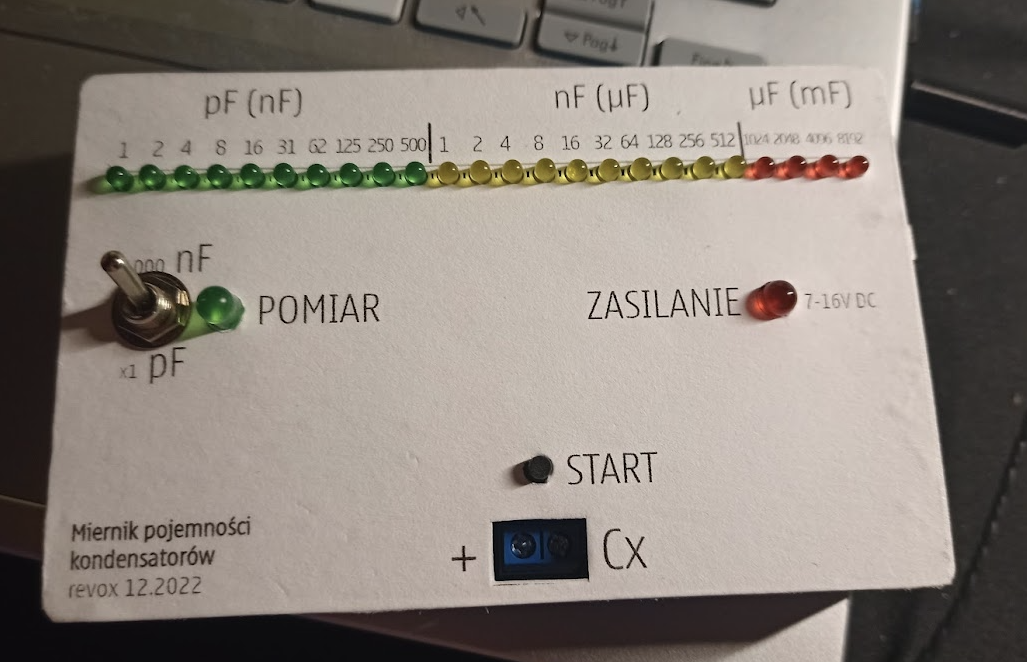 Pag
pF (nF) nF (µF) µF (mF)
1 2 4 8 16 31 62 125 250 500 1 2 4 8 16 32 64 128 256 512 1024 2048 4096 8192
000 nF
POMIAR ZASILANIE 7-16V DC
x1 pF
START
+ Cx
Miernik pojemności
kondensatorów
revox 12.2022